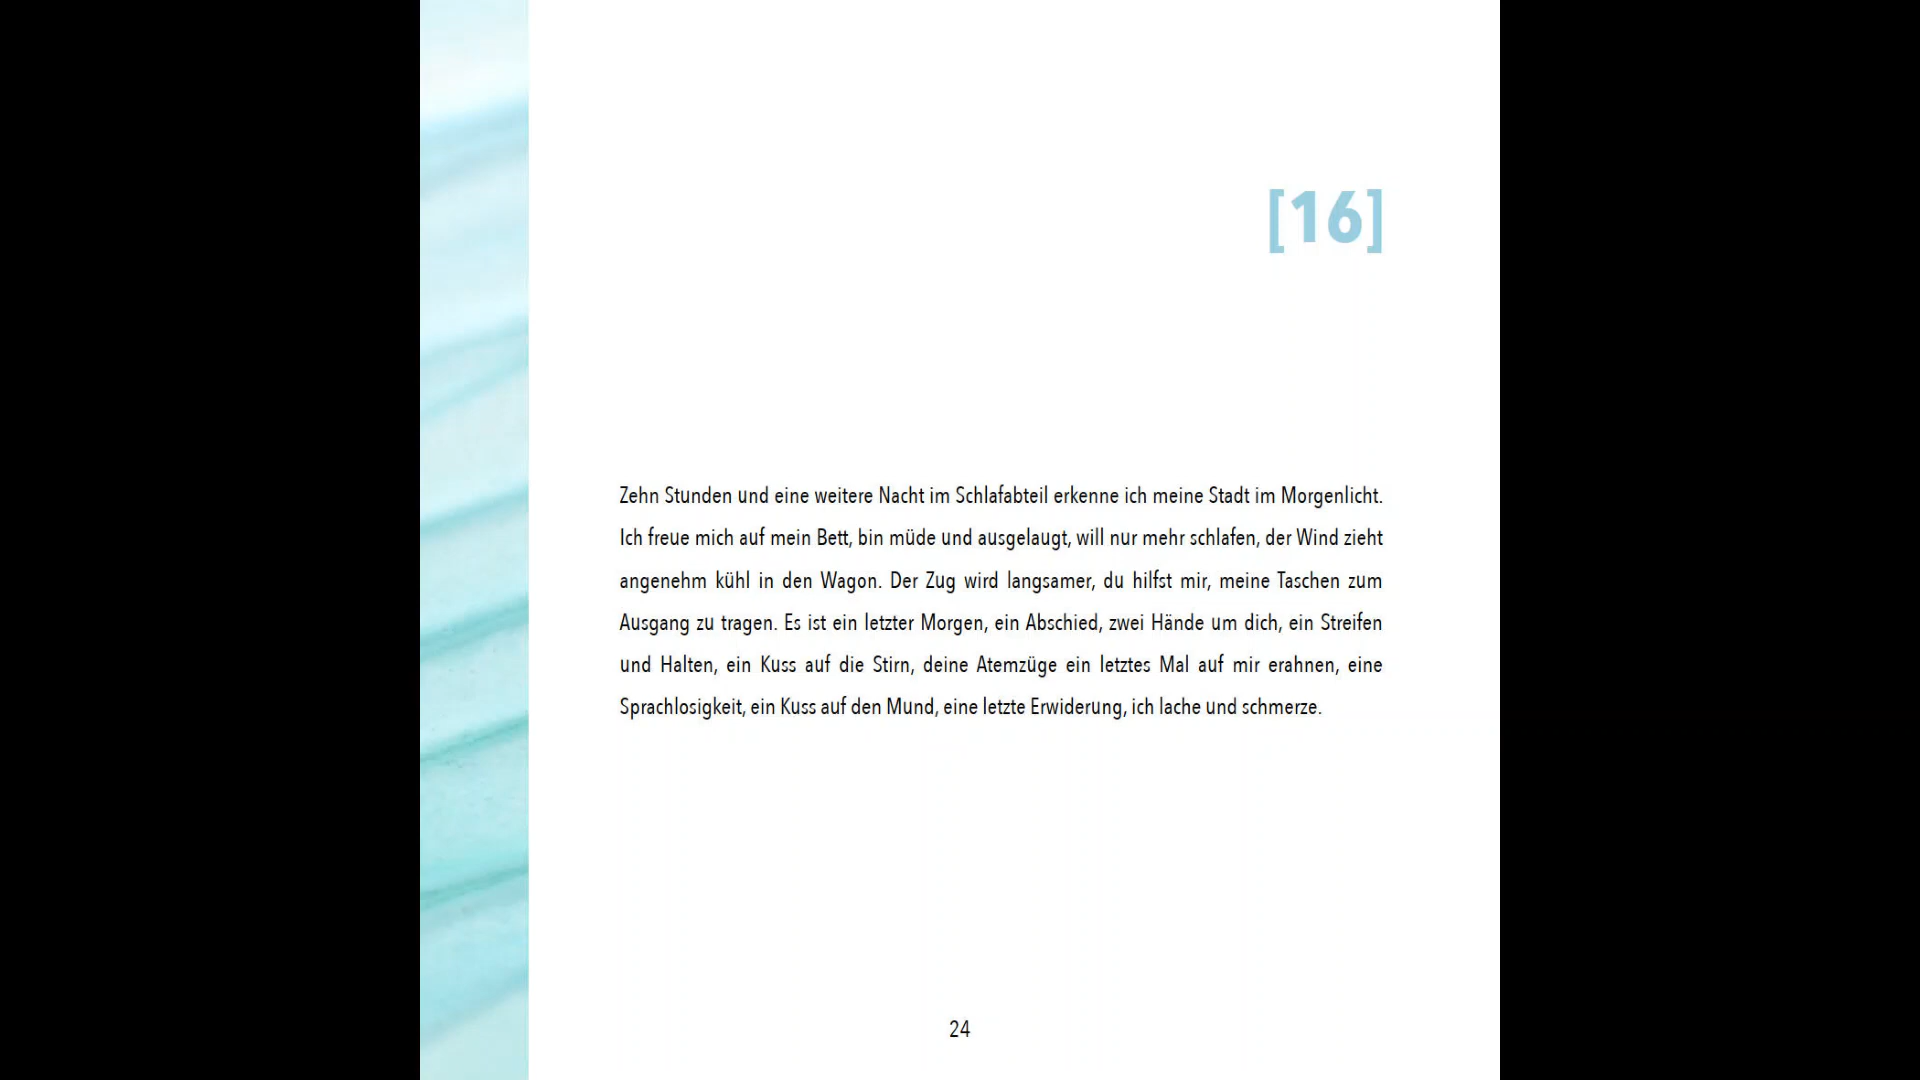 [16]
Zehn Stunden und eine weitere Nacht im Schlafabteil erkenne ich meine Stadt im Morgenlicht.
Ich freue mich auf mein Bett, bin müde und ausgelaugt, will nur mehr schlafen, der Wind zieht
angenehm kühl in den Wagon. Der Zug wird langsamer, du hilfst mir, meine Taschen zum
Ausgang zu tragen. Es ist ein letzter Morgen, ein Abschied, zwei Hände um dich, ein Streifen
und Halten, ein Kuss auf die Stirn, deine Atemzüge ein letztes Mal auf mir erahnen, eine
Sprachlosigkeit, ein Kuss auf den Mund, eine letzte Erwiderung, ich lache und schmerze.
24